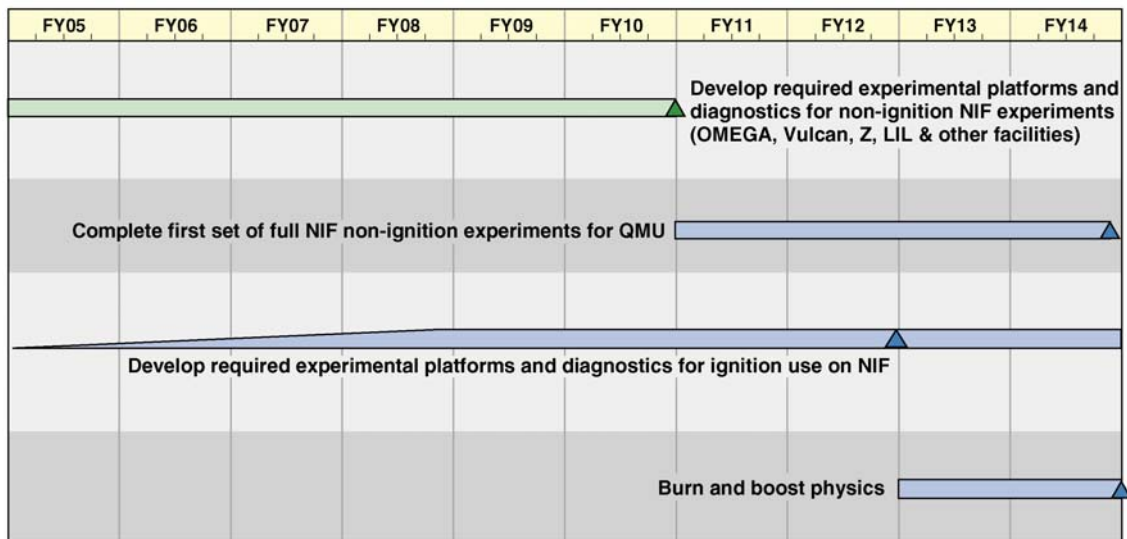 FY05 FY06 FY07 FY08 FY09 FY10 FY11 FY12 FY13 FY14
Develop required experimental platforms and
diagnostics for non-ignition NIF experiments
(OMEGA, Vulcan, Z, LIL & other facilities)
Complete first set of full NIF non-ignition experiments for QMU
Develop required experimental platforms and diagnostics for ignition use on NIF
Burn and boost physics